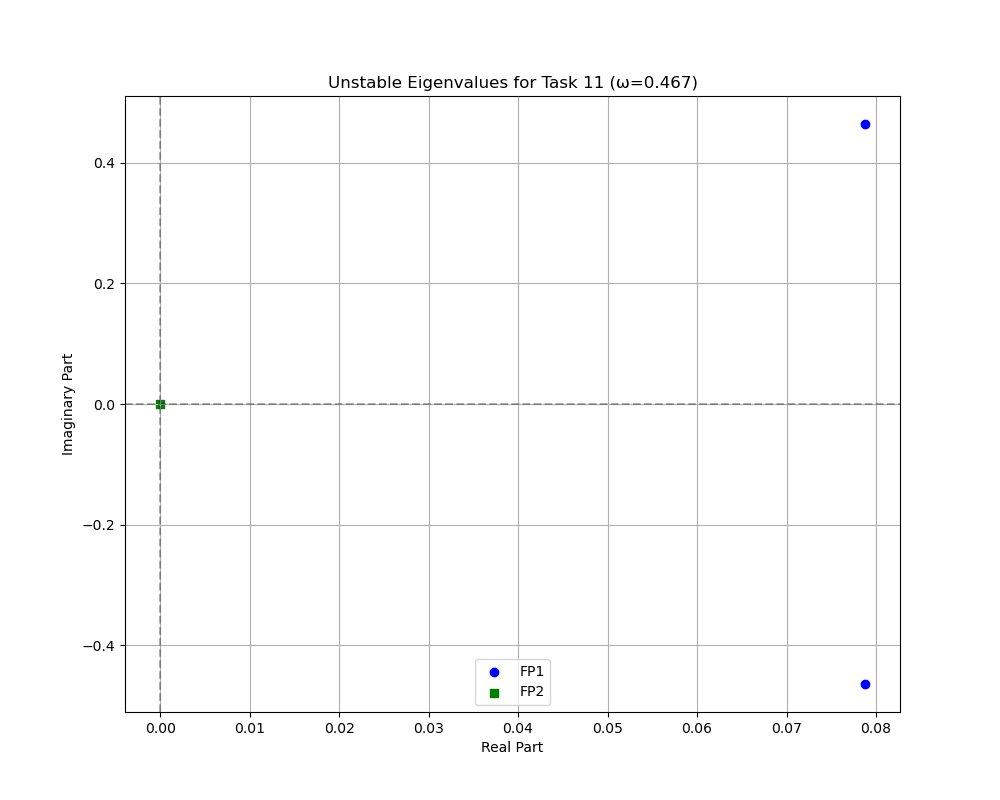 Unstable Eigenvalues for Task 11 (ω=0.467)
Imaginary Part
0.4
0.2
0.0
−0.2
−0.4
FP1
FP2
0.00 0.01 0.02 0.03 0.04 0.05 0.06 0.07 0.08
Real Part